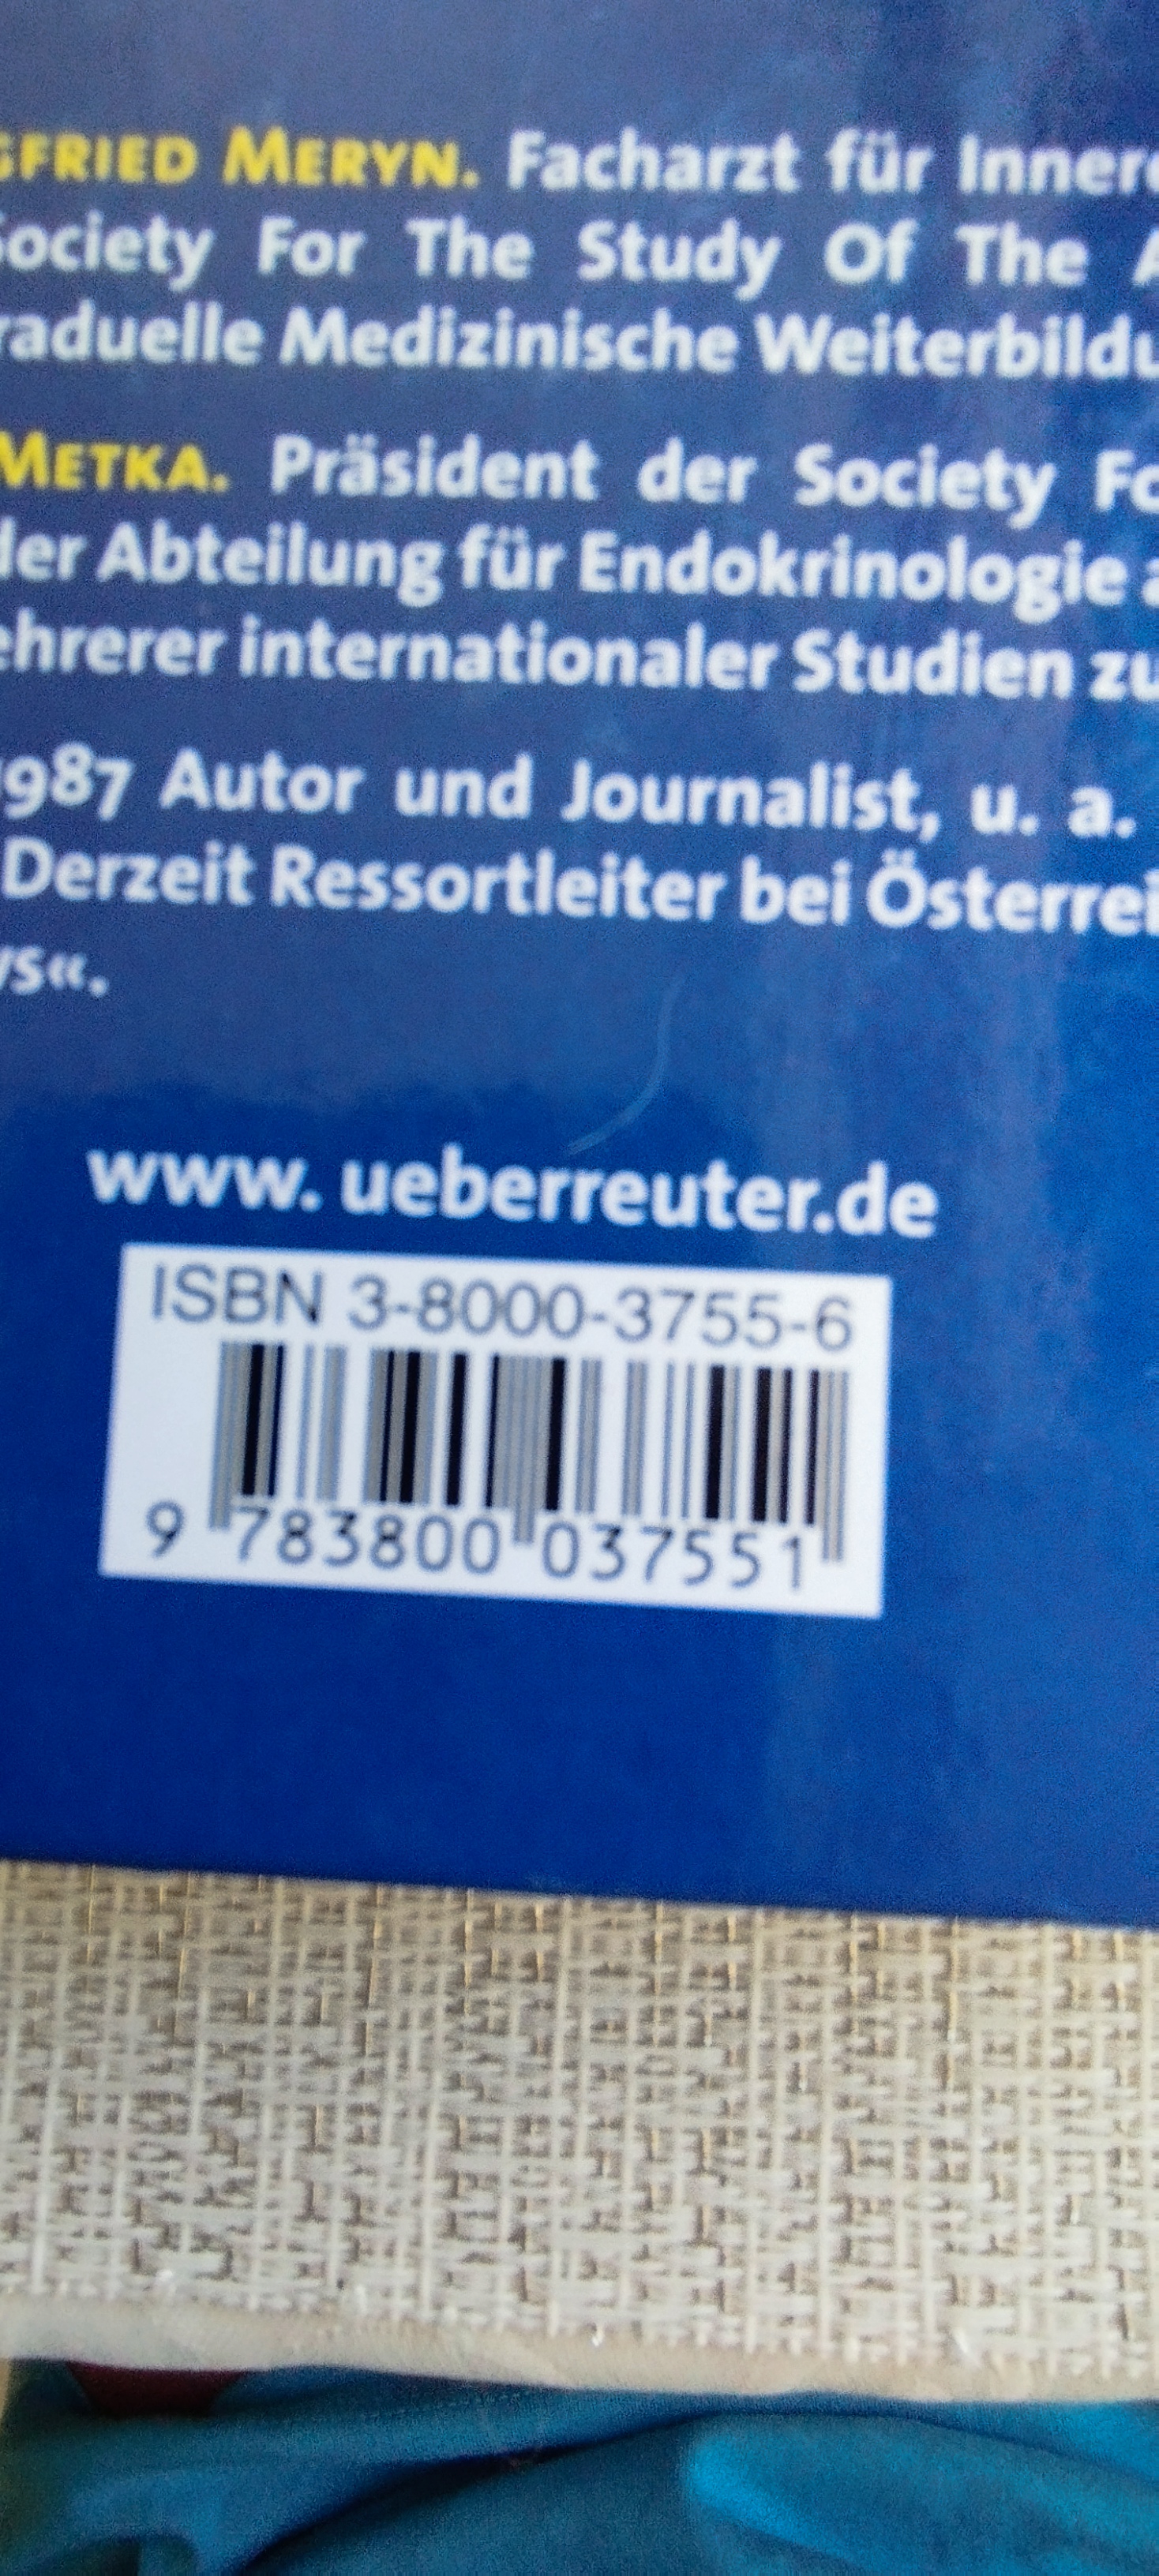 GFRIED MERYN. Facharzt für Innere
Society For The Study Of The A
raduelle Medizinische Weiterbildu
METKA. Präsident der Society Fo
der Abteilung für Endokrinologie a
ehrerer internationaler Studien zu
1987 Autor und Journalist, u. a.
Derzeit Ressortleiter bei Österrei
ws«.
www. ueberreuter.de
ISBN 3-8000-3755-6
9 783800 037551